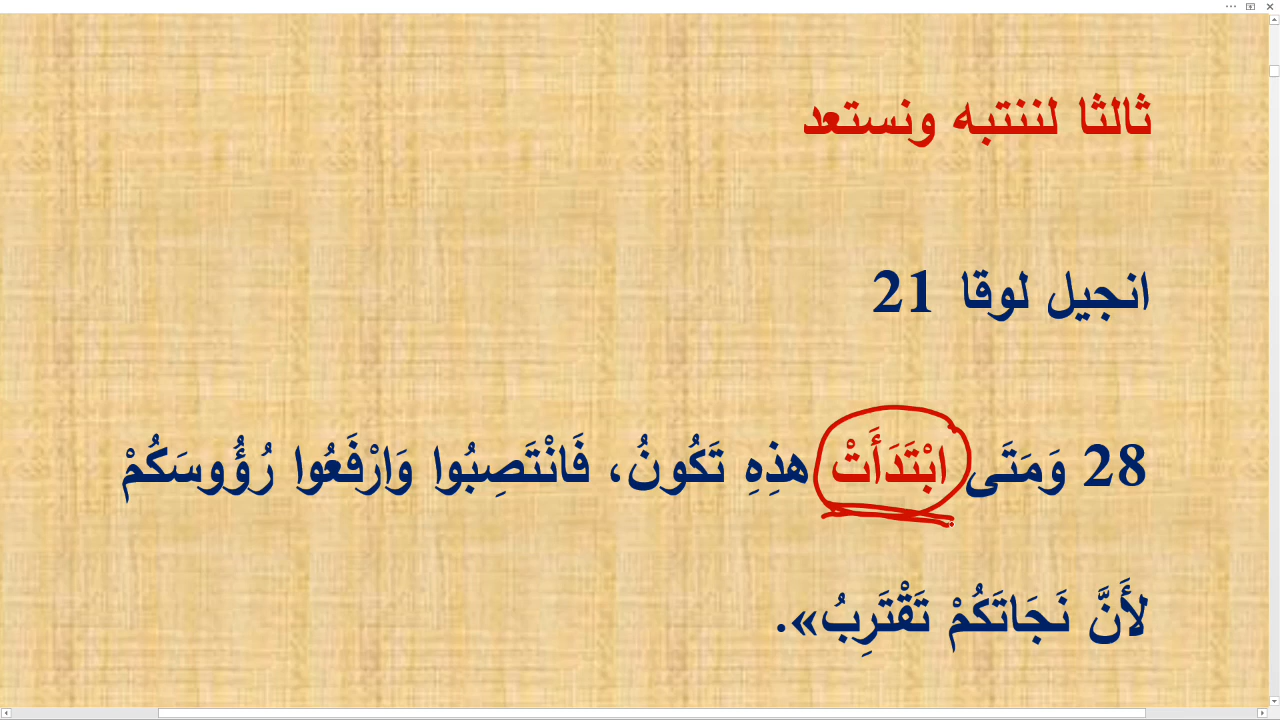 ثالثا لننتبه ونستعد
انجيل لوقا 21
28 وَمَتَى ابْتَدَأَتْ هذِهِ تَكُونُ، فَانْتَصِبُوا وَارْفَعُوا رُؤُوسَكُمْ
لأَنَّ نَجَاتَكُمْ تَقْتَرِبُ».